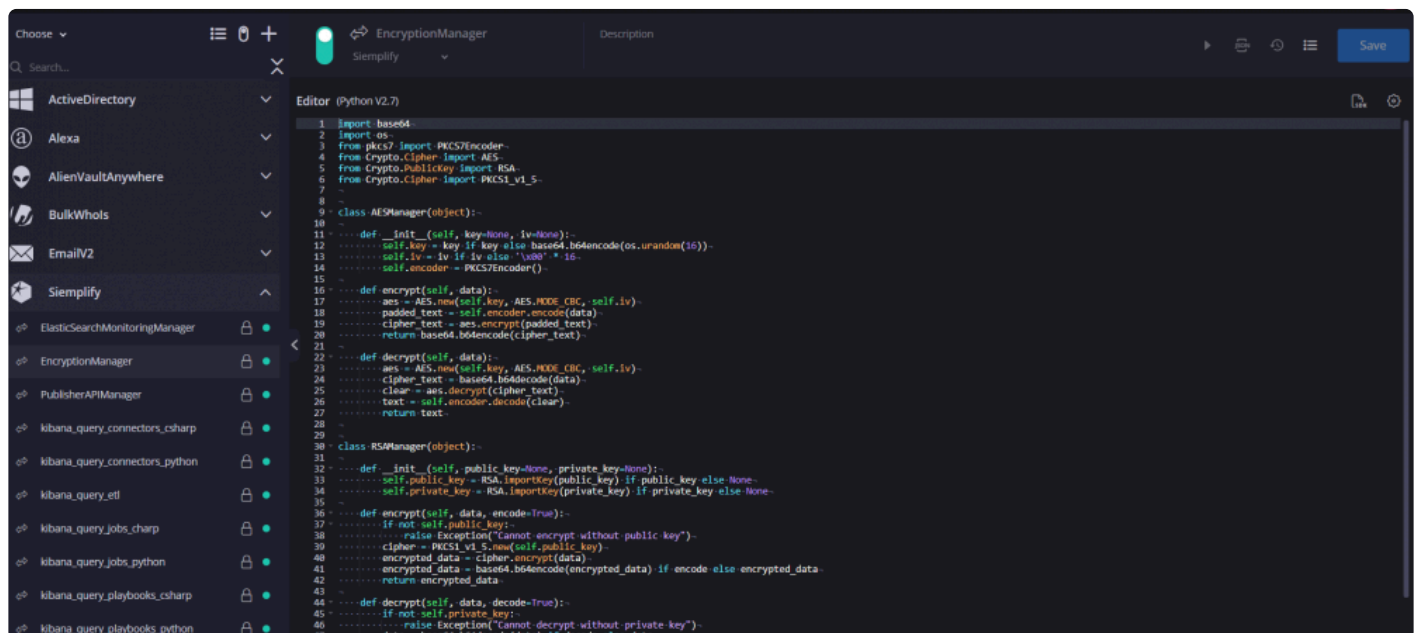 Choose
Search...
ActiveDirectory
Alexa
AlienVaultAnywhere
BulkWhoIs
EmailV2
Siemplify
ElasticSearchMonitoringManager
EncryptionManager
PublisherAPIManager
kibana_query_connectors_csharp
kibana_query_connectors_python
kibana_query_etl
kibana_query_jobs_charp
kibana_query_jobs_python
kibana_query_playbooks_csharp
kibana_query_playbooks_python
EncryptionManager
Siemplify
Description
Save
Editor (Python V2.7)
1 import base64
2 import os
3 from pkcs7 import PKCS7Encoder
4 from Crypto.Cipher import AES
5 from Crypto.PublicKey import RSA
6 from Crypto.Cipher import PKCS1_v1_5
7
8
9 class AESManager(object):
10
11 def __init__(self, key=None, iv=None):
12 self.key = key if key else base64.b64encode(os.urandom(16))
13 self.iv = iv if iv else '\x00' * 16
14 self.encoder = PKCS7Encoder()
15
16 def encrypt(self, data):
17 aes = AES.new(self.key, AES.MODE_CBC, self.iv)
18 padded_text = self.encoder.encode(data)
19 cipher_text = aes.encrypt(padded_text)
20 return base64.b64encode(cipher_text)
21
22 def decrypt(self, data):
23 aes = AES.new(self.key, AES.MODE_CBC, self.iv)
24 cipher_text = base64.b64decode(data)
25 clear = aes.decrypt(cipher_text)
26 text = self.encoder.decode(clear)
27 return text
28
29
30 class RSAManager(object):
31
32 def __init__(self, public_key=None, private_key=None):
33 self.public_key = RSA.importKey(public_key) if public_key else None
34 self.private_key = RSA.importKey(private_key) if private_key else None
35
36 def encrypt(self, data, encode=True):
37 if not self.public_key:
38 raise Exception("Cannot encrypt without public key")
39 cipher = PKCS1_v1_5.new(self.public_key)
40 encrypted_data = cipher.encrypt(data)
41 encrypted_data = base64.b64encode(encrypted_data) if encode else encrypted_data
42 return encrypted_data
43
44 def decrypt(self, data, decode=True):
45 if not self.private_key:
46 raise Exception("Cannot decrypt without private key")